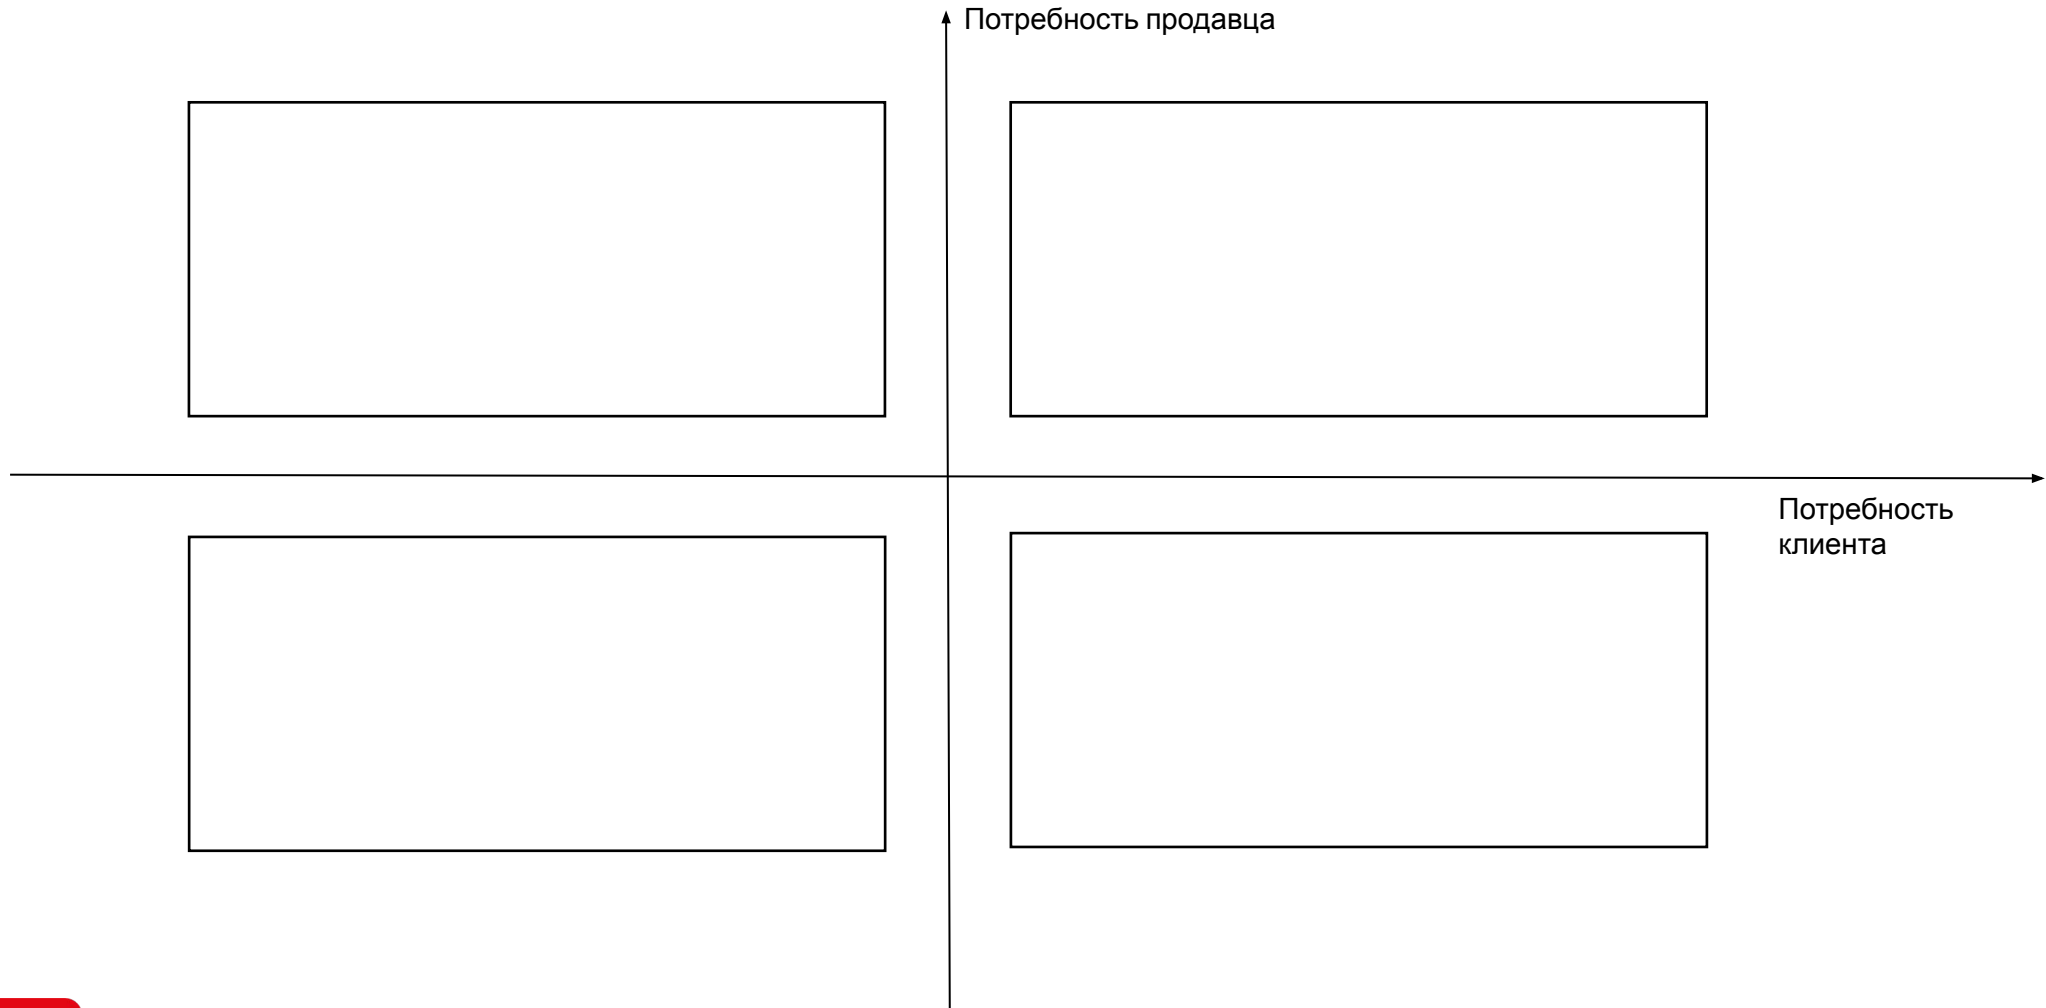 Потребность продавца
Потребность
клиента